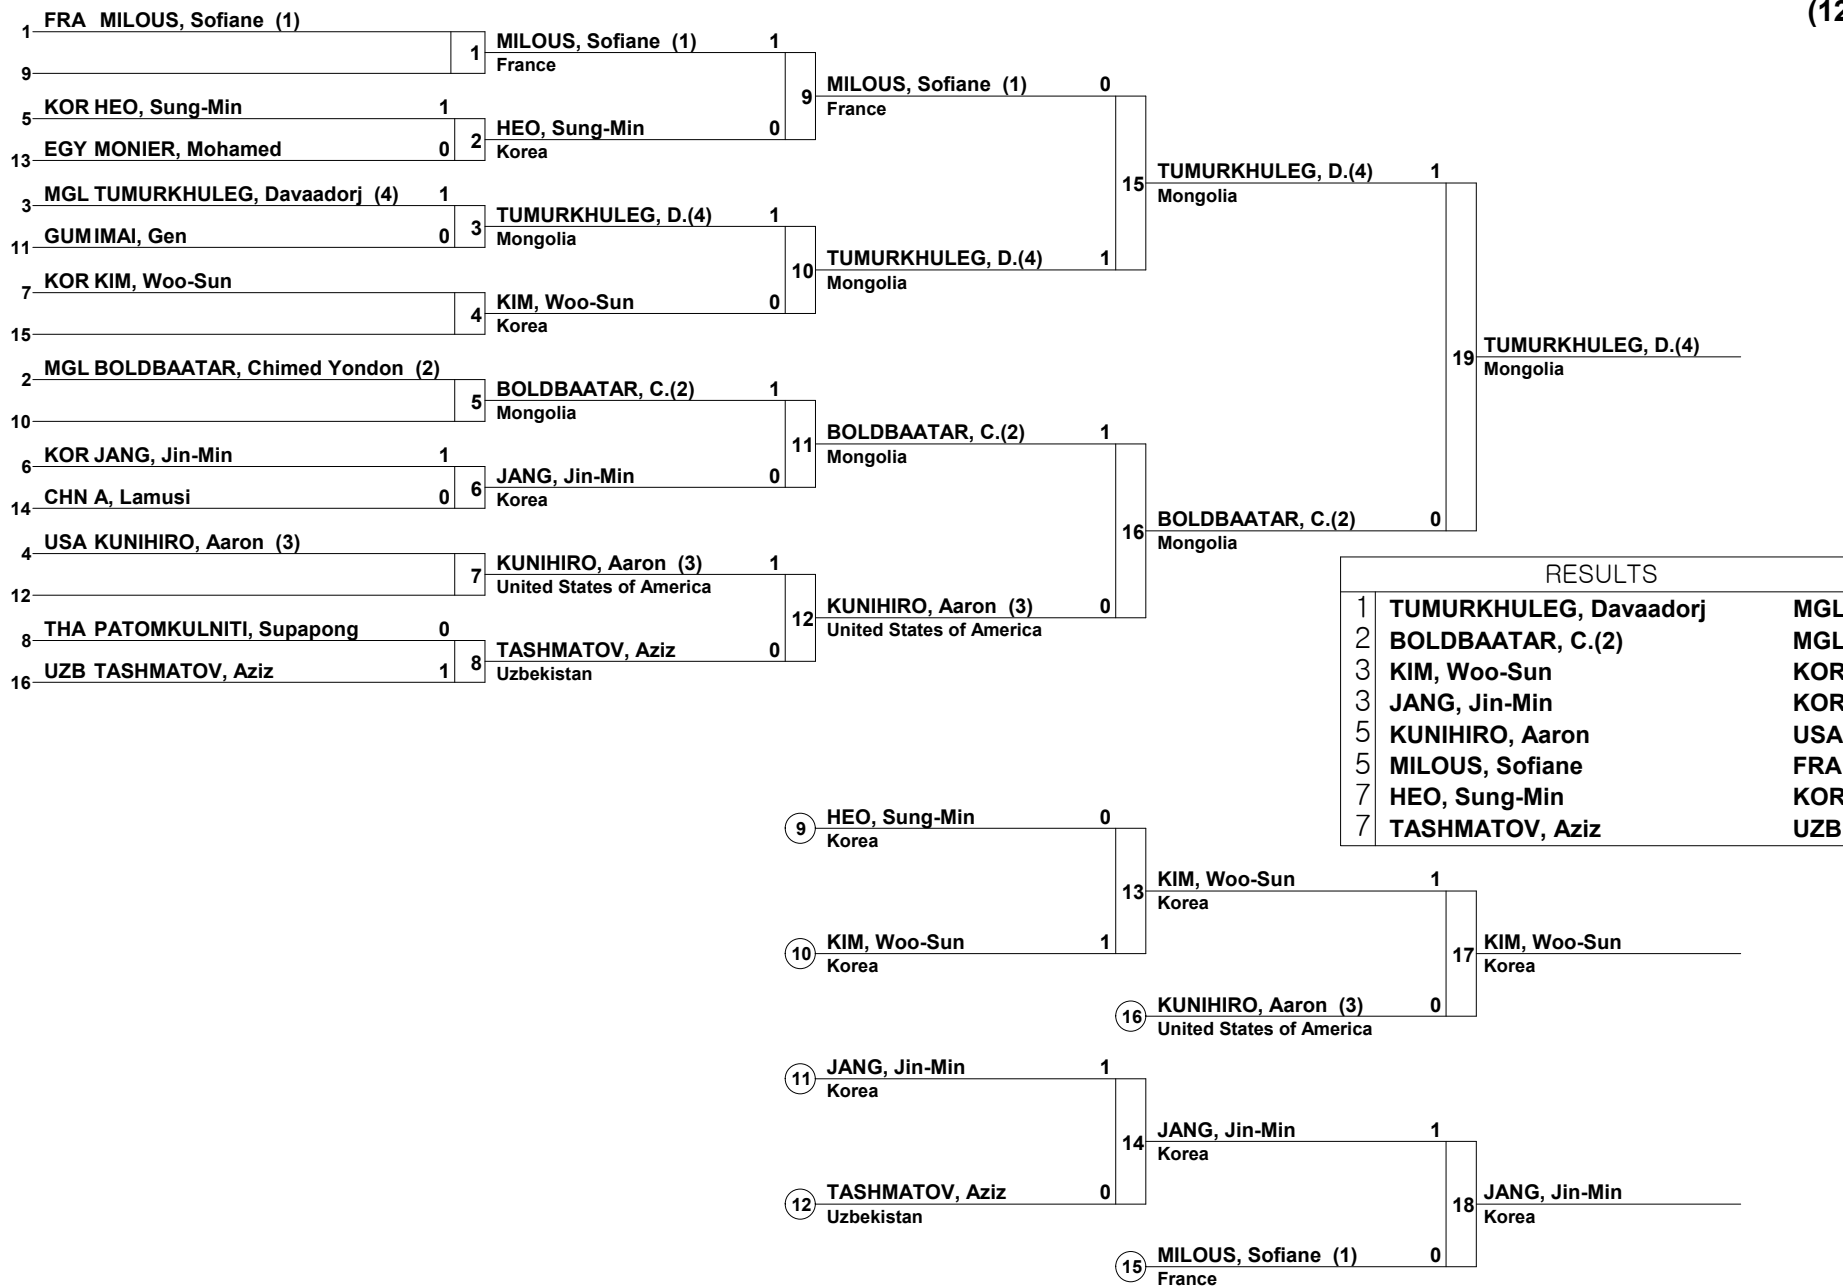 (12
1 FRA MILOUS, Sofiane (1)
9
1 MILOUS, Sofiane (1) 1
France
5 KOR HEO, Sung-Min 1
13 EGY MONIER, Mohamed 0
2 HEO, Sung-Min 0
Korea
9 MILOUS, Sofiane (1) 0
France
3 MGL TUMURKHULEG, Davaadorj (4) 1
11 GUM IMAI, Gen 0
3 TUMURKHULEG, D.(4) 1
Mongolia
7 KOR KIM, Woo-Sun
15
4 KIM, Woo-Sun 0
Korea
10 TUMURKHULEG, D.(4) 1
Mongolia
15 TUMURKHULEG, D.(4) 1
Mongolia
2 MGL BOLDBAATAR, Chimed Yondon (2)
10
5 BOLDBAATAR, C.(2) 1
Mongolia
6 KOR JANG, Jin-Min 1
14 CHN A, Lamusi 0
6 JANG, Jin-Min 0
Korea
11 BOLDBAATAR, C.(2) 1
Mongolia
4 USA KUNIHIRO, Aaron (3)
12
7 KUNIHIRO, Aaron (3) 1
United States of America
8 THA PATOMKULNITI, Supapong 0
16 UZB TASHMATOV, Aziz 1
8 TASHMATOV, Aziz 0
Uzbekistan
12 KUNIHIRO, Aaron (3) 0
United States of America
16 BOLDBAATAR, C.(2) 0
Mongolia
19 TUMURKHULEG, D.(4)
Mongolia
RESULTS
1 TUMURKHULEG, Davaadorj MGL
2 BOLDBAATAR, C.(2) MGL
3 KIM, Woo-Sun KOR
3 JANG, Jin-Min KOR
5 KUNIHIRO, Aaron USA
5 MILOUS, Sofiane FRA
7 HEO, Sung-Min KOR
7 TASHMATOV, Aziz UZB
9 HEO, Sung-Min 0
Korea
10 KIM, Woo-Sun 1
Korea
13 KIM, Woo-Sun 1
Korea
16 KUNIHIRO, Aaron (3) 0
United States of America
17 KIM, Woo-Sun
Korea
11 JANG, Jin-Min 1
Korea
12 TASHMATOV, Aziz 0
Uzbekistan
14 JANG, Jin-Min 1
Korea
15 MILOUS, Sofiane (1) 0
France
18 JANG, Jin-Min
Korea